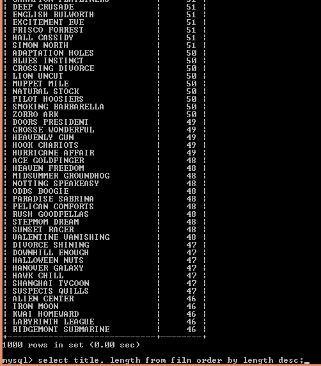 | DEEP CRUSADE | 51 |
| ENGLISH BULWORTH | 51 |
| EXCITEMENT EVE | 51 |
| FRISCO FORREST | 51 |
| HALL CASSIDY | 51 |
| SIMON NORTH | 51 |
| ADAPTATION HOLES | 50 |
| BLUES INSTINCT | 50 |
| CROSSING DIVORCE | 50 |
| LION UNCUT | 50 |
| MUPPET MILE | 50 |
| NATURAL STOCK | 50 |
| PILOT HOOSIERS | 50 |
| SMOKING BARBARELLA | 50 |
| ZORRO ARK | 50 |
| DOORS PRESIDENT | 49 |
| GROSSE WONDERFUL | 49 |
| HEAVENLY GUN | 49 |
| HOOK CHARIOTS | 49 |
| HURRICANE AFFAIR | 49 |
| ACE GOLDFINGER | 48 |
| HEAVEN FREEDOM | 48 |
| MIDSUMMER GROUNDHOG | 48 |
| NOTTING SPEAKEASY | 48 |
| ODDS BOOGIE | 48 |
| PARADISE SABRINA | 48 |
| PELICAN COMFORTS | 48 |
| RUSH GOODFELLAS | 48 |
| STEPMOM DREAM | 48 |
| SUNSET RACER | 48 |
| VALENTINE VANISHING | 48 |
| DIVORCE SHINING | 47 |
| DOWNHILL ENOUGH | 47 |
| HALLOWEEN NUTS | 47 |
| HANOVER GALAXY | 47 |
| HAWK CHILL | 47 |
| SHANGHAI TYCOON | 47 |
| SUSPECTS QUILLS | 47 |
| ALIEN CENTER | 46 |
| IRON MOON | 46 |
| KWAI HOMEWARD | 46 |
| LABYRINTH LEAGUE | 46 |
| RIDGEMONT SUBMARINE | 46 |
1000 rows in set (0.00 sec)
mysql> select title, length from film order by length desc;_